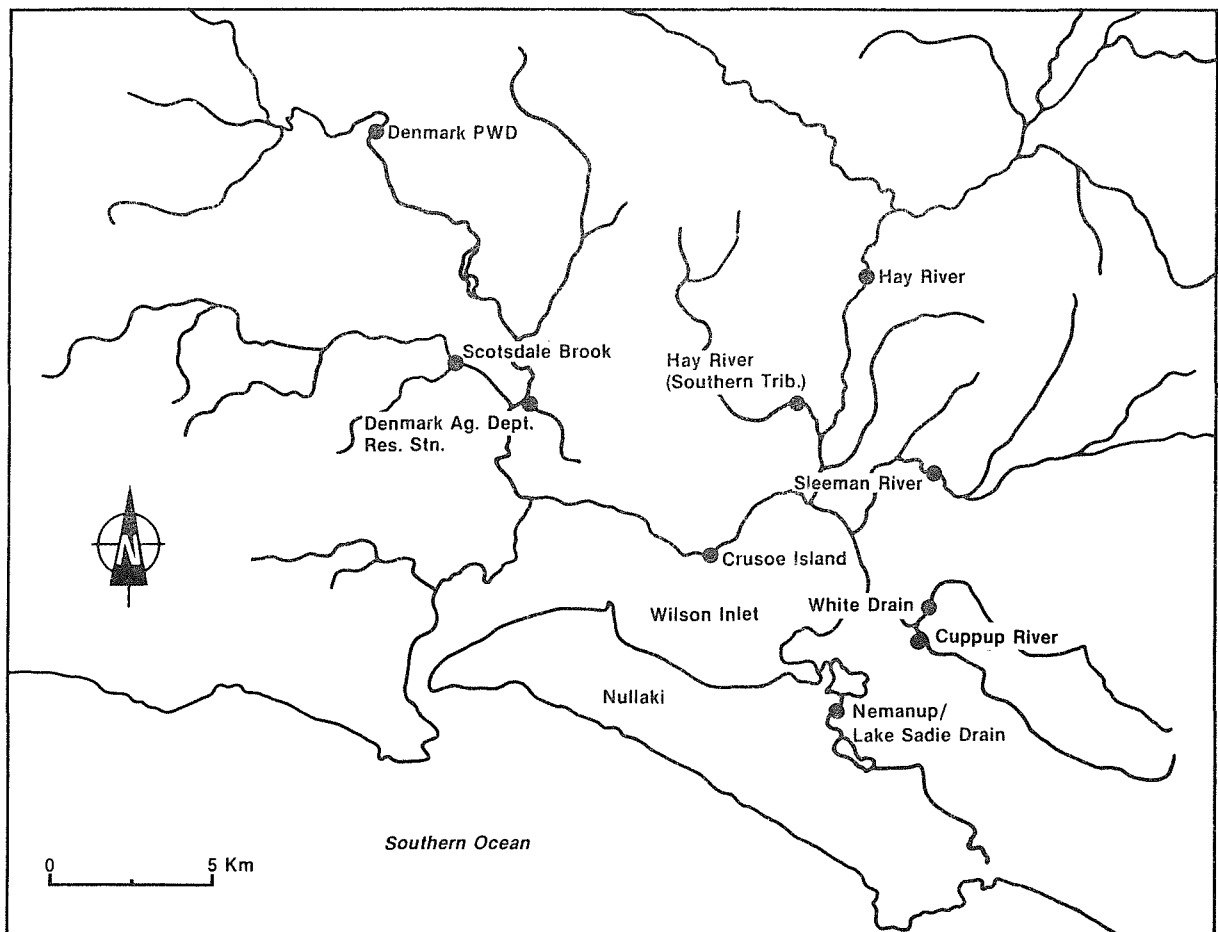 Denmark PWD
Hay River
Scotsdale Brook
Hay River
(Southern Trib.)
Denmark Ag. Dept.
Res. Stn.
Sleeman River
N
Crusoe Island
White Drain
Wilson Inlet
Cuppup River
Nullaki
Nemanup/
Lake Sadie Drain
Southern Ocean
0 5 Km